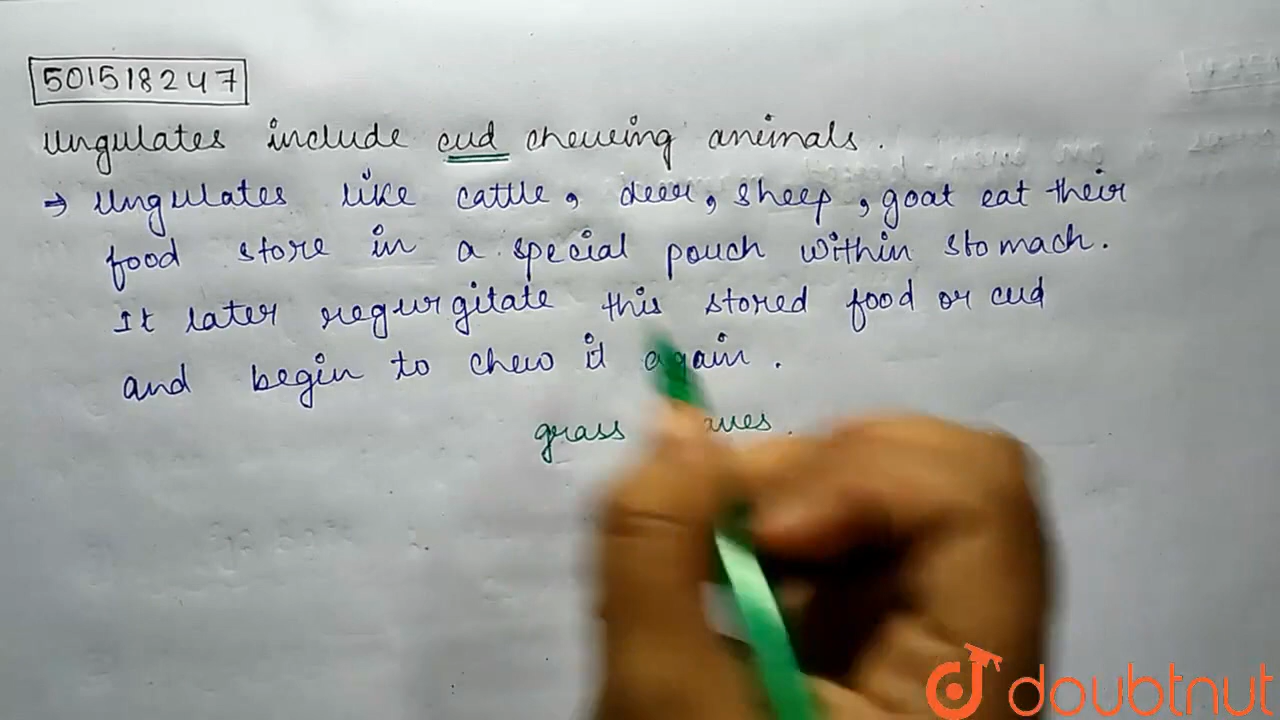 501518247
Ungulates include cud cheweing animals.
→ Ungulates like cattle, deer, sheep, goat eat their
food store in a special pouch within stomach.
It later regurgitate this stored food or cud
and begin to chew it again.
grass
doubtnut